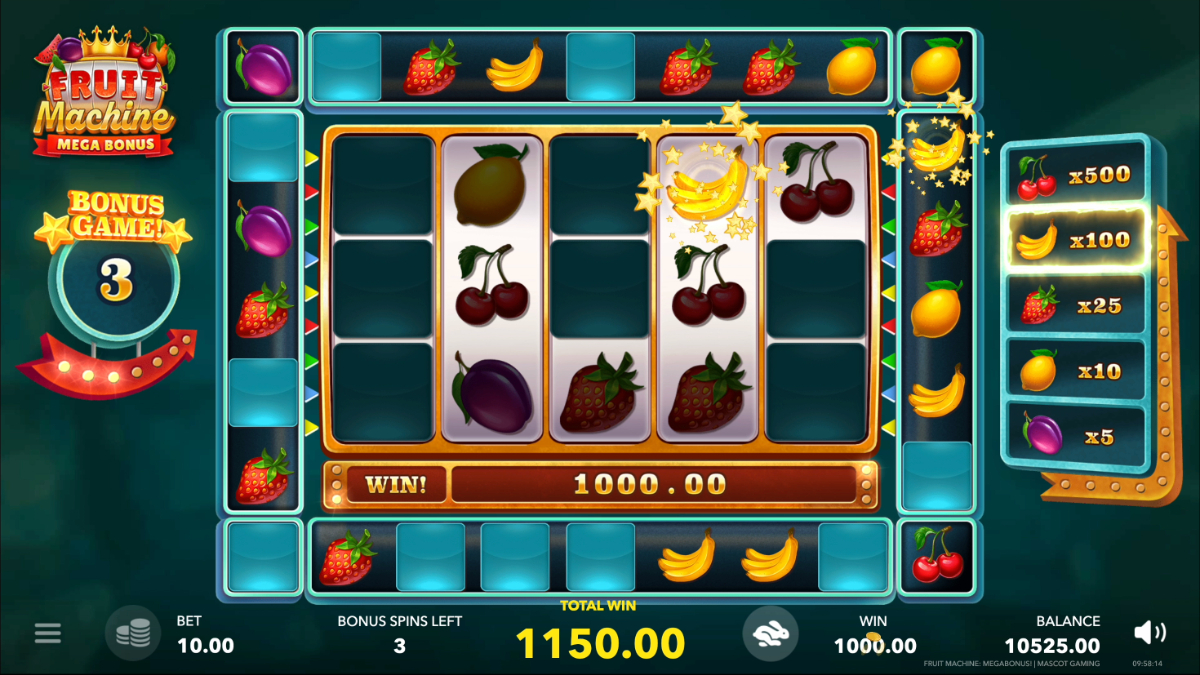 FRUIT
Machine
MEGA BONUS
BONUS
GAME!
3
x500
x100
x25
x10
x5
WIN! 1000.00
BET
10.00
BONUS SPINS LEFT
3
TOTAL WIN
1150.00
WIN
1000.00
BALANCE
10525.00
FRUIT MACHINE: MEGABONUS! | MASCOT GAMING
09:58:14